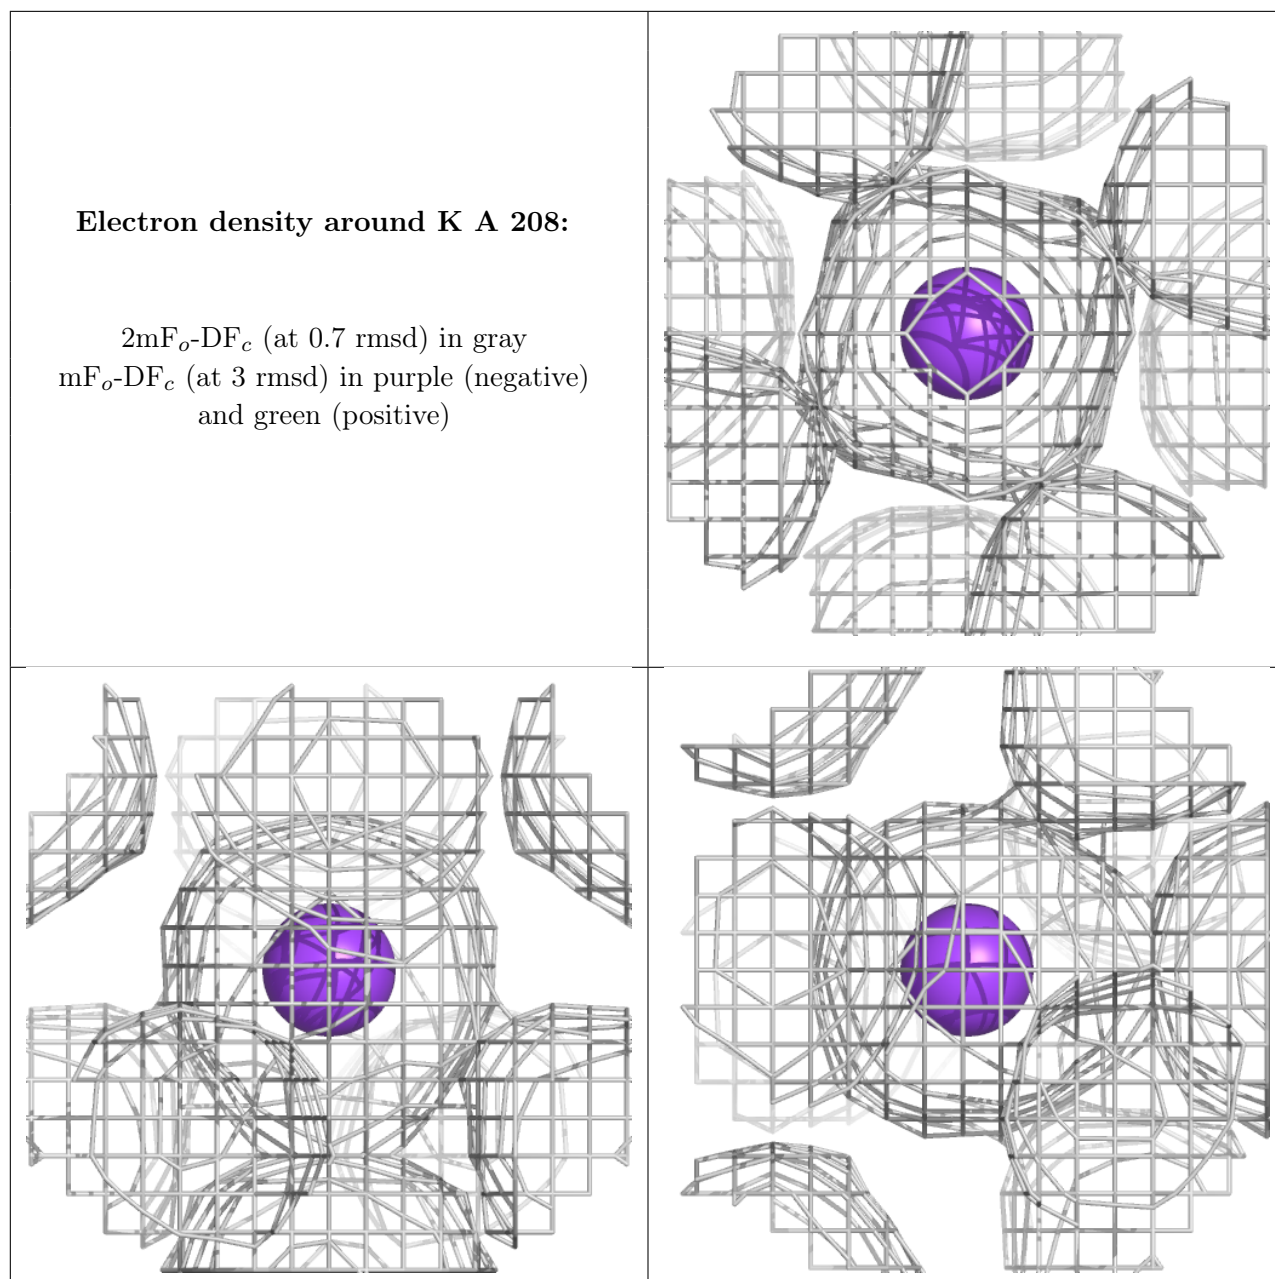 Electron density around K A 208:
2mFo-DFc (at 0.7 rmsd) in gray
mFo-DFc (at 3 rmsd) in purple (negative)
and green (positive)